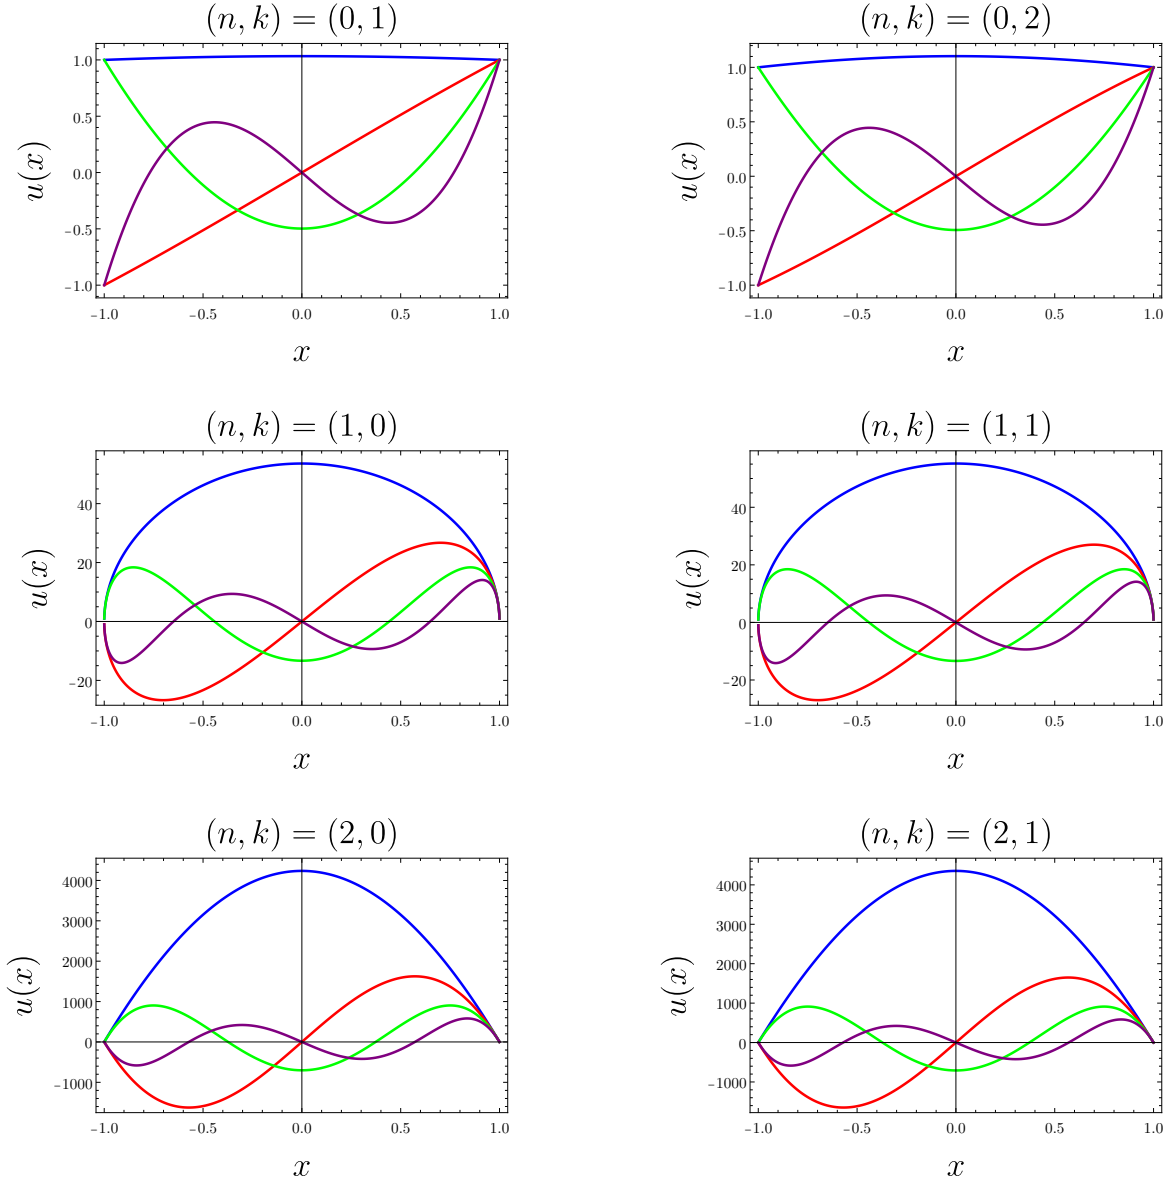 (n, k) = (0, 1)
u(x)
1.0
0.5
0.0
−0.5
−1.0
−1.0 −0.5 0.0 0.5 1.0
x
(n, k) = (0, 2)
u(x)
1.0
0.5
0.0
−0.5
−1.0
−1.0 −0.5 0.0 0.5 1.0
x
(n, k) = (1, 0)
u(x)
40
20
0
−20
−1.0 −0.5 0.0 0.5 1.0
x
(n, k) = (1, 1)
u(x)
40
20
0
−20
−1.0 −0.5 0.0 0.5 1.0
x
(n, k) = (2, 0)
u(x)
4000
3000
2000
1000
0
−1000
−1.0 −0.5 0.0 0.5 1.0
x
(n, k) = (2, 1)
u(x)
4000
3000
2000
1000
0
−1000
−1.0 −0.5 0.0 0.5 1.0
x